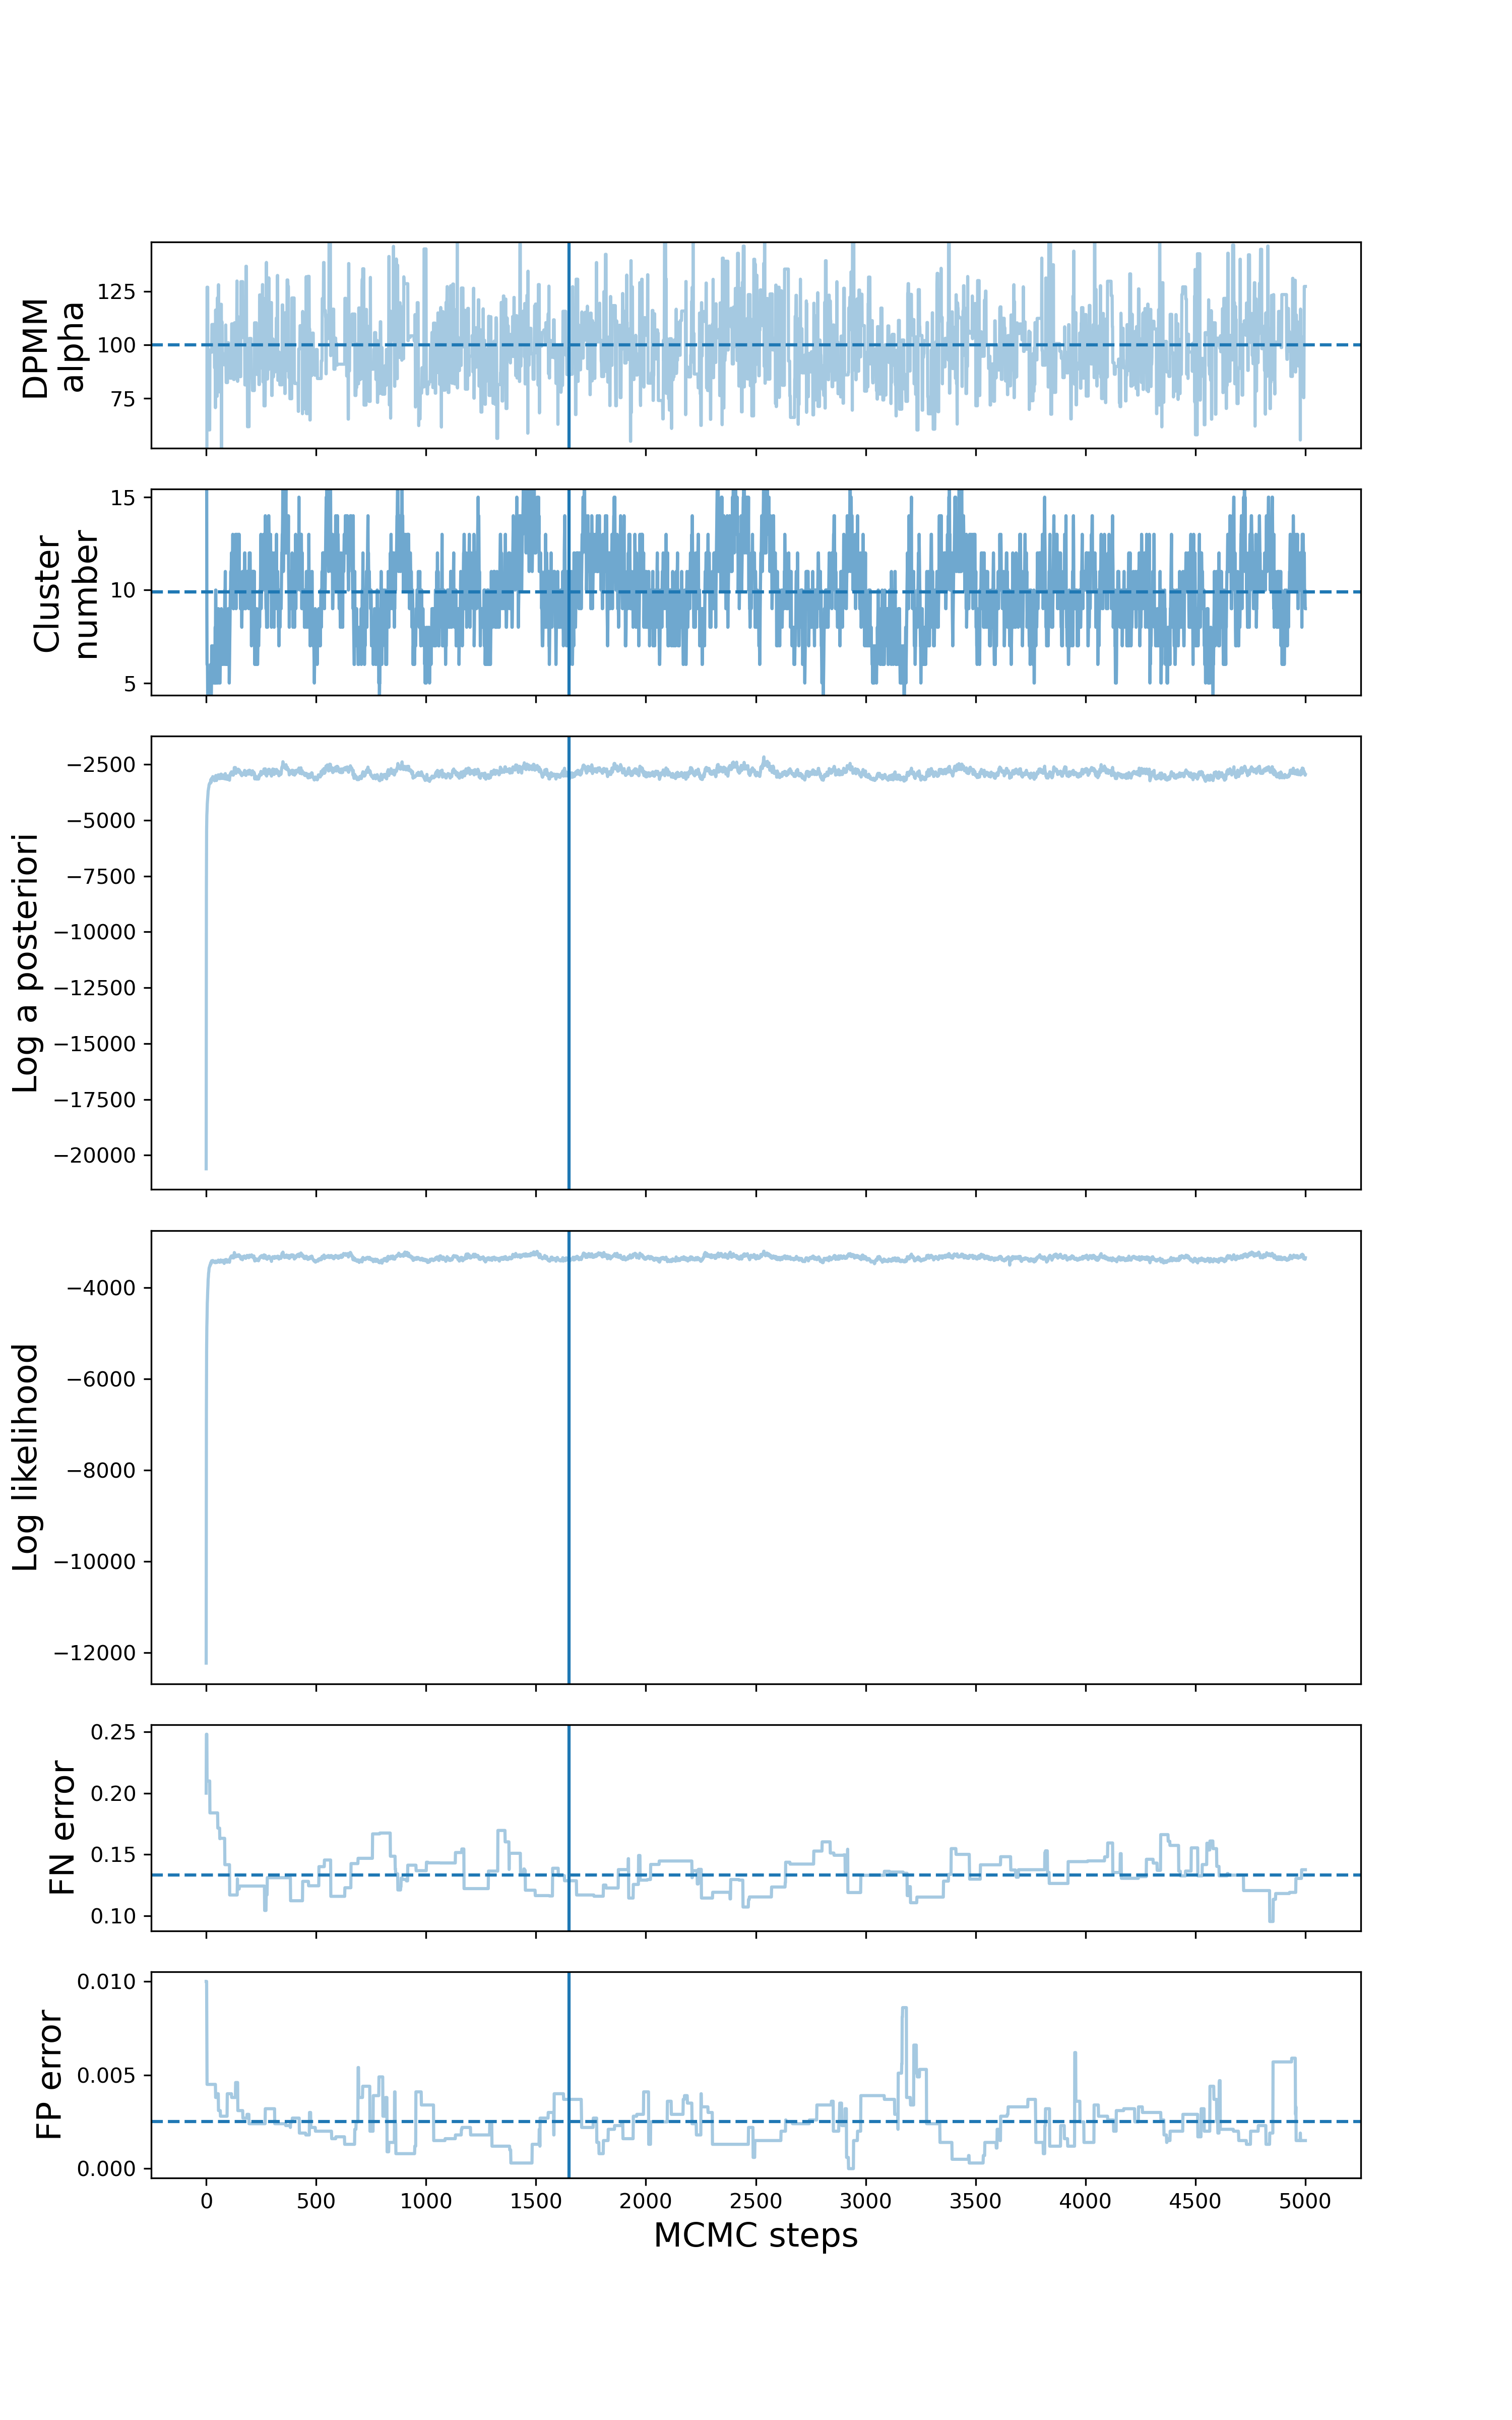 DPMM
alpha
125
100
75
Cluster
number
15
10
5
Log a posteriori
−2500
−5000
−7500
−10000
−12500
−15000
−17500
−20000
Log likelihood
−4000
−6000
−8000
−10000
−12000
FN error
0.25
0.20
0.15
0.10
FP error
0.010
0.005
0.000
0 500 1000 1500 2000 2500 3000 3500 4000 4500 5000
MCMC steps